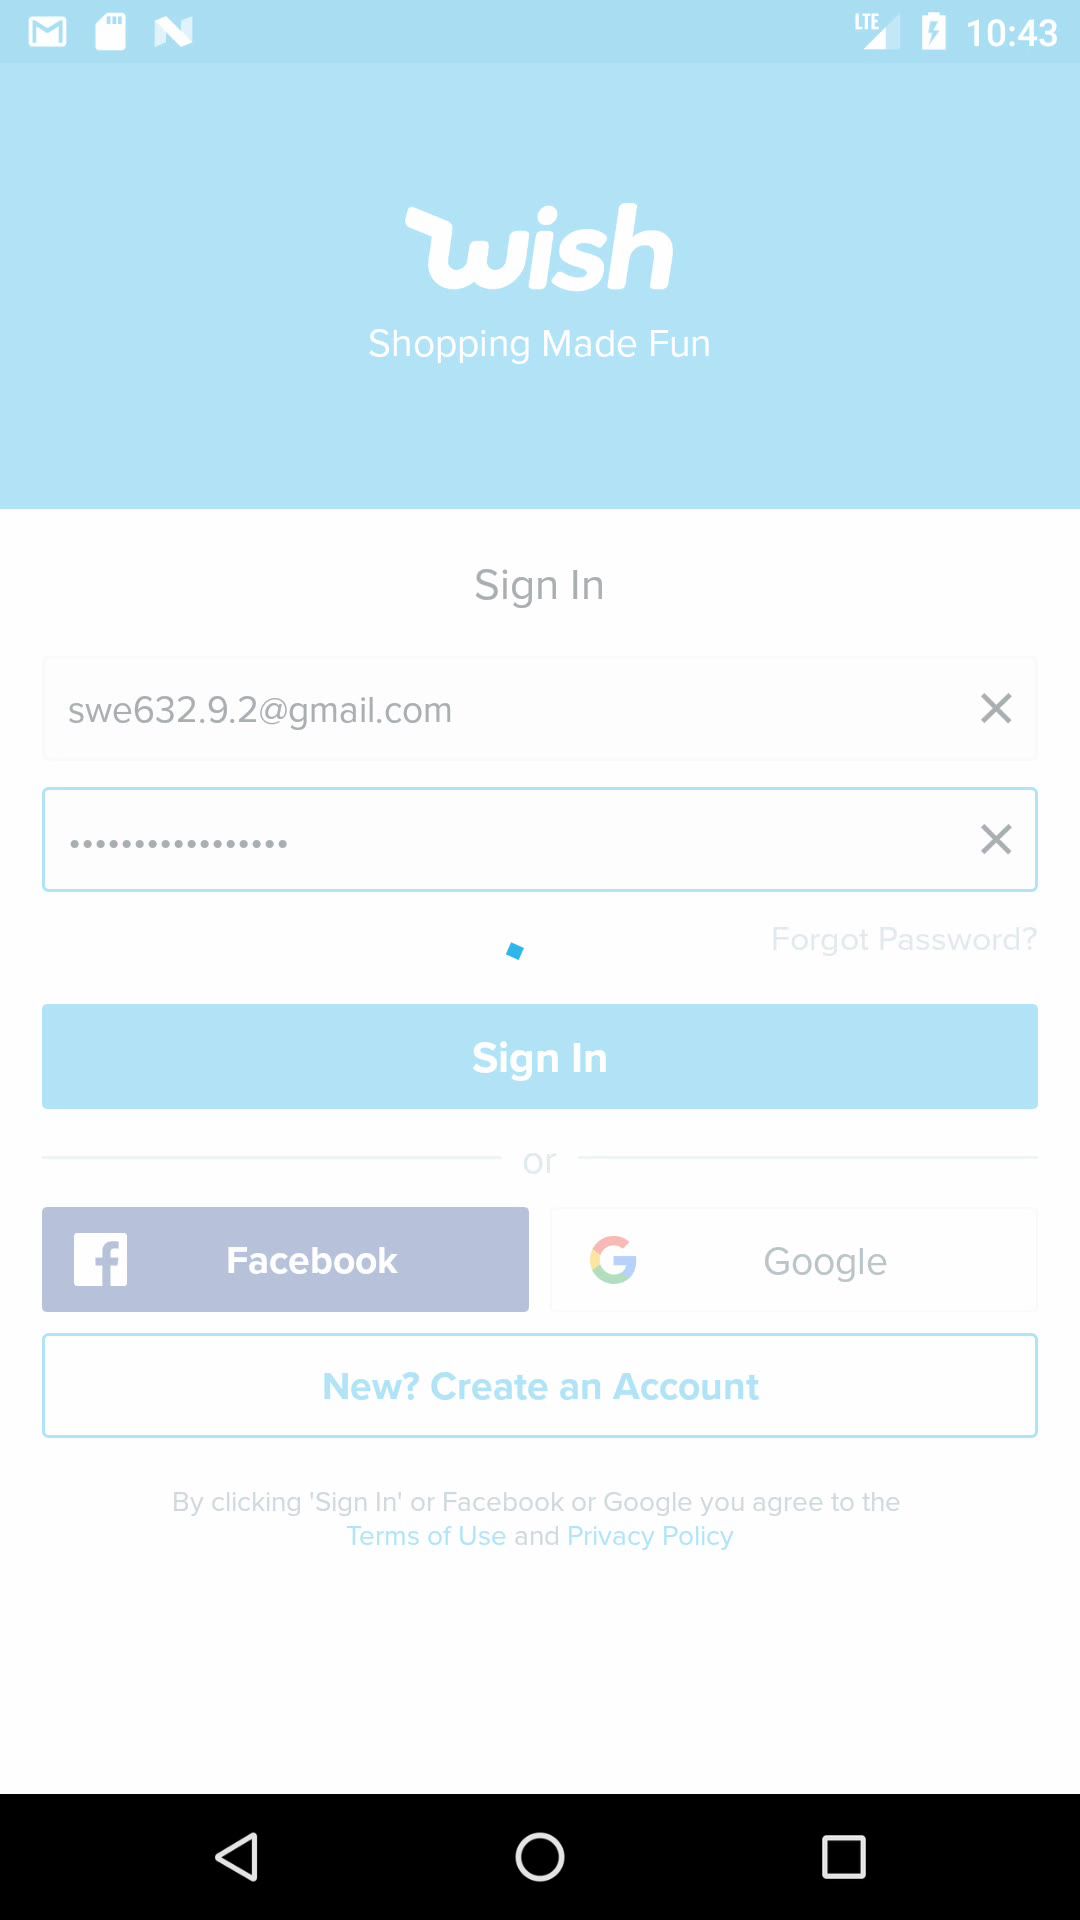 LTE 10:43
wish
Shopping Made Fun
Sign In
swe632.9.2@gmail.com
•••••••••••••••••
Forgot Password?
Sign In
or
Facebook
Google
New? Create an Account
By clicking 'Sign In' or Facebook or Google you agree to the
Terms of Use and Privacy Policy